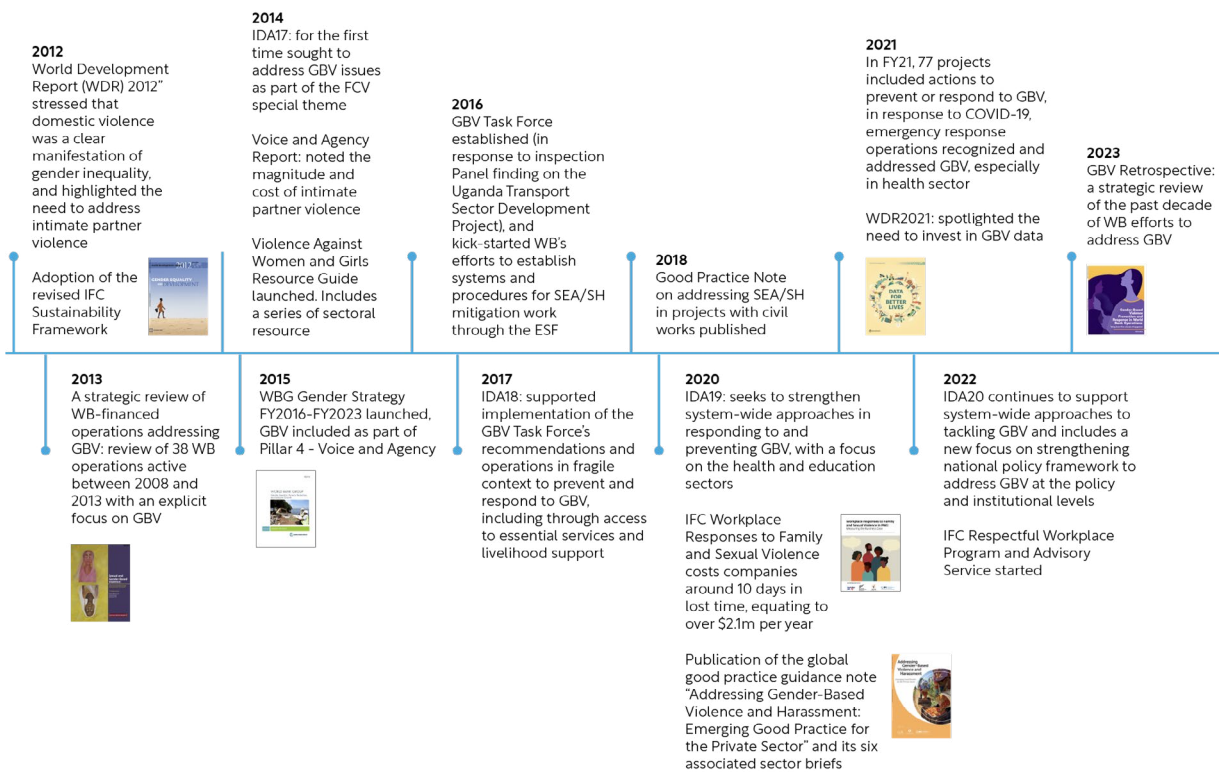 2012
World Development
Report (WDR) 2012”
stressed that
domestic violence
was a clear
manifestation of
gender inequality,
and highlighted the
need to address
intimate partner
violence
Adoption of the
revised IFC
Sustainability
Framework
2012
GENDER EQUALITY
AND DEVELOPMENT
2013
A strategic review of
WB-financed
operations addressing
GBV: review of 38 WB
operations active
between 2008 and
2013 with an explicit
focus on GBV
2014
IDA17: for the first
time sought to
address GBV issues
as part of the FCV
special theme
Voice and Agency
Report: noted the
magnitude and
cost of intimate
partner violence
Violence Against
Women and Girls
Resource Guide
launched. Includes
a series of sectoral
resource
2015
WBG Gender Strategy
FY2016-FY2023 launched,
GBV included as part of
Pillar 4 - Voice and Agency
2016
GBV Task Force
established (in
response to inspection
Panel finding on the
Uganda Transport
Sector Development
Project), and
kick-started WB’s
efforts to establish
systems and
procedures for SEA/SH
mitigation work
through the ESF
2017
IDA18: supported
implementation of the
GBV Task Force’s
recommendations and
operations in fragile
context to prevent and
respond to GBV,
including through access
to essential services and
livelihood support
2018
Good Practice Note
on addressing SEA/SH
in projects with civil
works published
2020
IDA19: seeks to strengthen
system-wide approaches in
responding to and
preventing GBV, with a focus
on the health and education
sectors
IFC Workplace
Responses to Family
and Sexual Violence
costs companies
around 10 days in
lost time, equating to
over $2.1m per year
Publication of the global
good practice guidance note
“Addressing Gender-Based
Violence and Harassment:
Emerging Good Practice for
the Private Sector” and its six
associated sector briefs
Addressing
Gender-Based
Violence and
Harassment
2021
In FY21, 77 projects
included actions to
prevent or respond to GBV,
in response to COVID-19,
emergency response
operations recognized and
addressed GBV, especially
in health sector
WDR2021: spotlighted the
need to invest in GBV data
DATA
FOR
BETTER
LIVES
2022
IDA20 continues to support
system-wide approaches to
tackling GBV and includes a
new focus on strengthening
national policy framework to
address GBV at the policy
and institutional levels
IFC Respectful Workplace
Program and Advisory
Service started
2023
GBV Retrospective:
a strategic review
of the past decade
of WB efforts to
address GBV